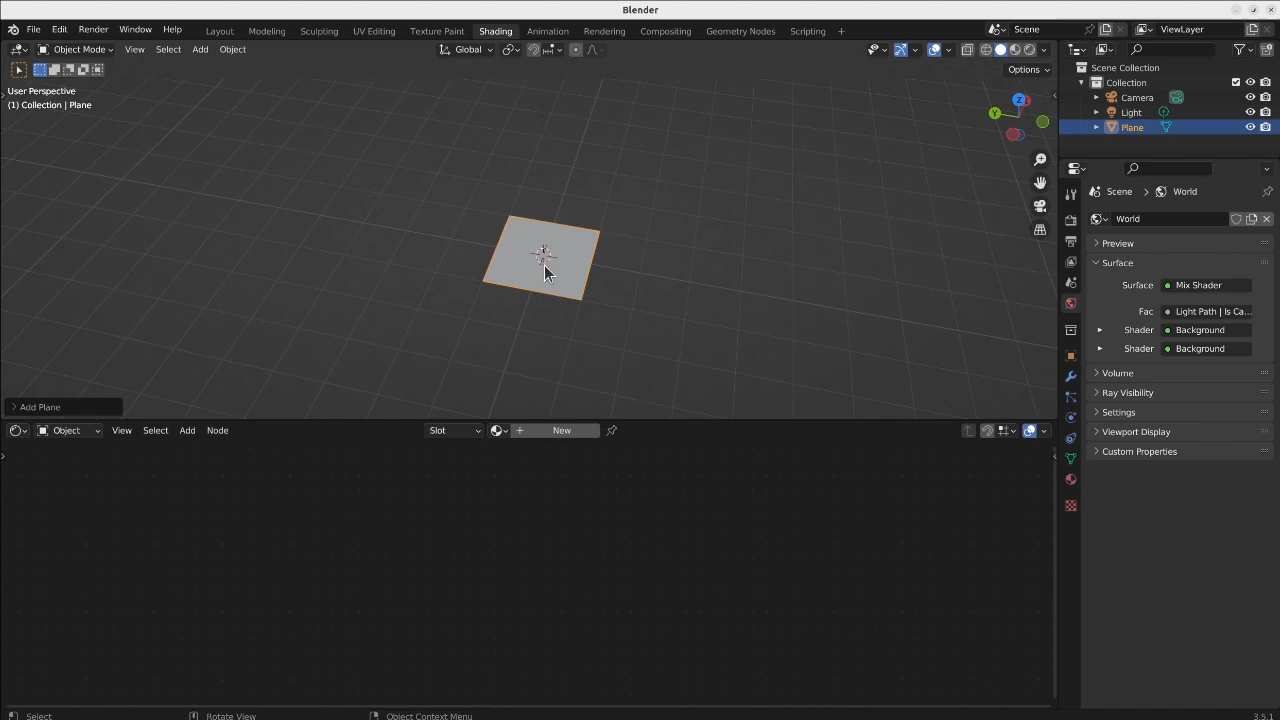 Blender
File Edit Render Window Help Layout Modeling Sculpting UV Editing Texture Paint Shading Animation Rendering Compositing Geometry Nodes Scripting + Scene ViewLayer
Object Mode View Select Add Object Global
Options
User Perspective
(1) Collection | Plane
Z
Y
Add Plane
Object View Select Add Node Slot + New
Scene Collection
Collection
Camera
Light
Plane
Scene > World
World
Preview
Surface
Surface Mix Shader
Fac Light Path | Is Ca...
Shader Background
Shader Background
Volume
Ray Visibility
Settings
Viewport Display
Custom Properties
Select Rotate View Object Context Menu 3.5.1